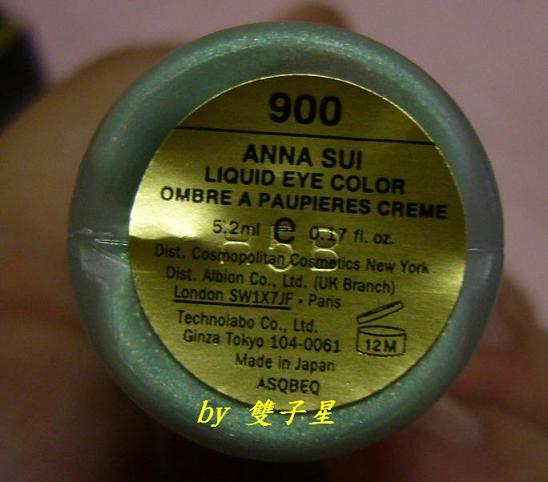 900
ANNA SUI
LIQUID EYE COLOR
OMBRE A PAUPIERES CREME
5.2ml e 0.17 fl. oz.
Dist. Cosmopolitan Cosmetics New York
Dist. Albion Co., Ltd. (UK Branch)
London SW1X7JF · Paris
Technolabo Co., Ltd.
Ginza Tokyo 104-0061
12M
Made in Japan
ASQBEQ
by 雙子星